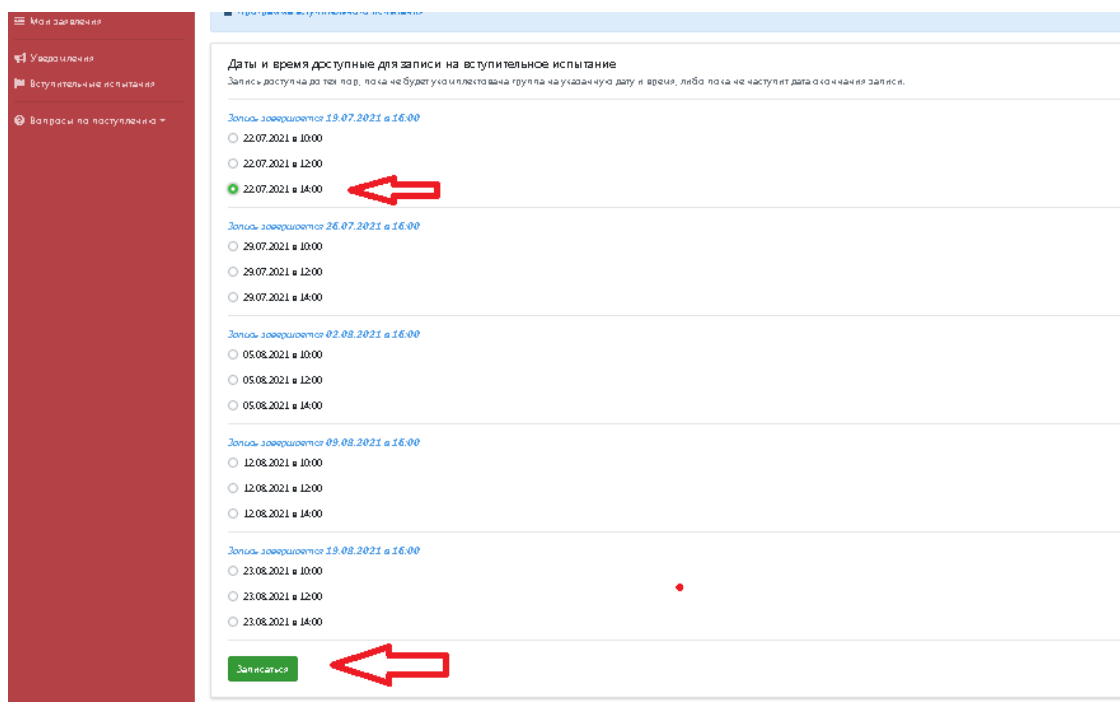 Мои заявления
Уведомления
Вступительные испытания
Вопросы по поступлению
Программа вступительного испытания
Даты и время доступные для записи на вступительное испытание
Запись доступна до тех пор, пока не будет укомплектована группа на указанную дату и время, либо пока не наступит дата окончания записи.
Запись завершается 19.07.2021 в 16:00
22.07.2021 в 10:00
22.07.2021 в 12:00
22.07.2021 в 14:00
Запись завершается 26.07.2021 в 16:00
29.07.2021 в 10:00
29.07.2021 в 12:00
29.07.2021 в 14:00
Запись завершается 02.08.2021 в 16:00
05.08.2021 в 10:00
05.08.2021 в 12:00
05.08.2021 в 14:00
Запись завершается 09.08.2021 в 16:00
12.08.2021 в 10:00
12.08.2021 в 12:00
12.08.2021 в 14:00
Запись завершается 19.08.2021 в 16:00
23.08.2021 в 10:00
23.08.2021 в 12:00
23.08.2021 в 14:00
Записаться